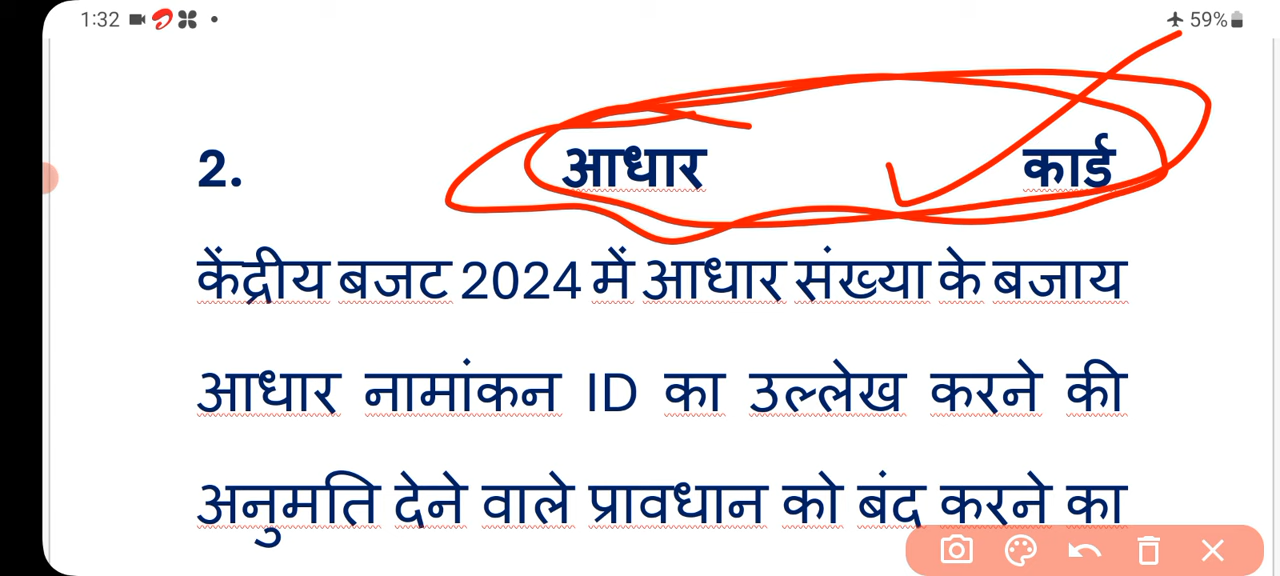 1:32 59%
2. आधार कार्ड
केंद्रीय बजट 2024 में आधार संख्या के बजाय
आधार नामांकन ID का उल्लेख करने की
अनुमति देने वाले प्रावधान को बंद करने का